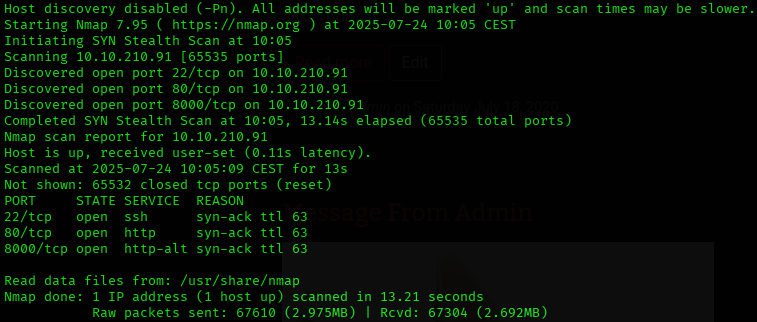 Host discovery disabled (-Pn). All addresses will be marked 'up' and scan times may be slower.
Starting Nmap 7.95 ( https://nmap.org ) at 2025-07-24 10:05 CEST
Initiating SYN Stealth Scan at 10:05
Scanning 10.10.210.91 [65535 ports]
Edit
Discovered open port 22/tcp on 10.10.210.91
Discovered open port 80/tcp on 10.10.210.91
Discovered open port 8000/tcp on 10.10.210.91
on Saturday July 18, 2020
Completed SYN Stealth Scan at 10:05, 13.14s elapsed (65535 total ports)
Nmap scan report for 10.10.210.91
Host is up, received user-set (0.11s latency).
Scanned at 2025-07-24 10:05:09 CEST for 13s
Not shown: 65532 closed tcp ports (reset)
PORT     STATE SERVICE  REASON
22/tcp   open  ssh      syn-ack ttl 63
Message From Admin
80/tcp   open  http     syn-ack ttl 63
8000/tcp open  http-alt syn-ack ttl 63
Read data files from: /usr/share/nmap
Nmap done: 1 IP address (1 host up) scanned in 13.21 seconds
Raw packets sent: 67610 (2.975MB) | Rcvd: 67304 (2.692MB)